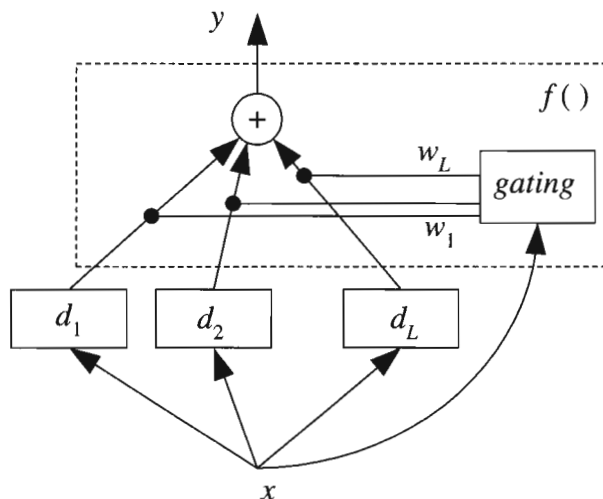 y
f ( )
+
w_L
gating
w_1
d_1
d_2
d_L
x